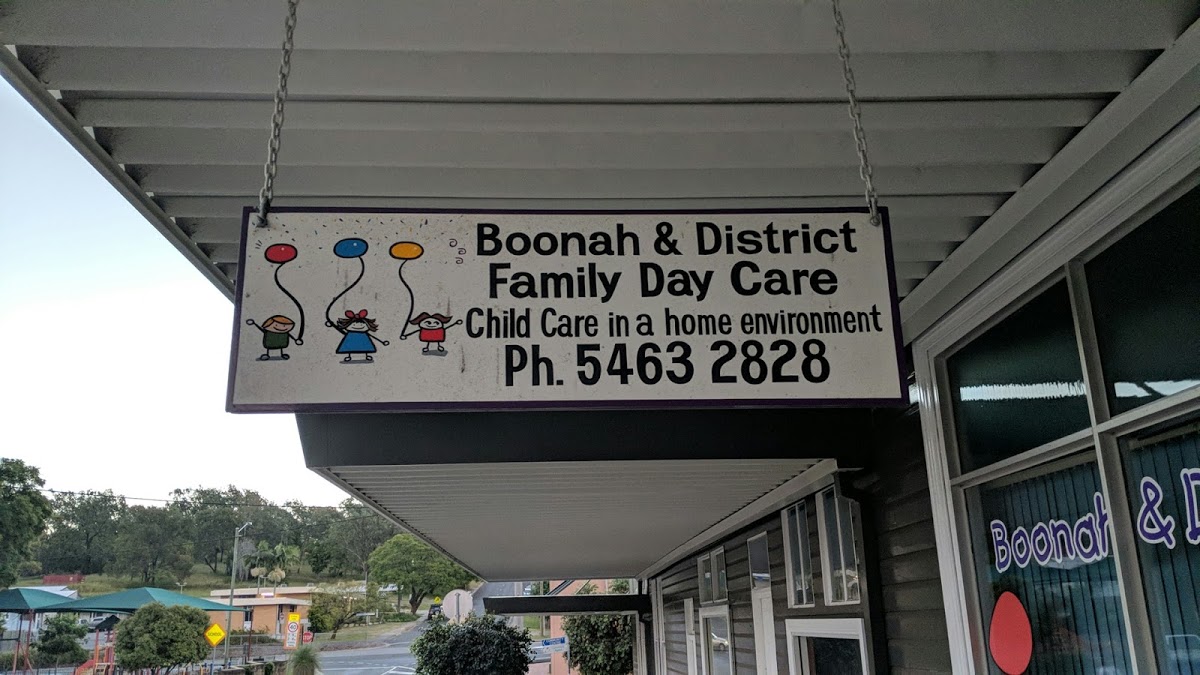 Boonah & District
Family Day Care
Child Care in a home environment
Ph. 5463 2828
Boonah & D